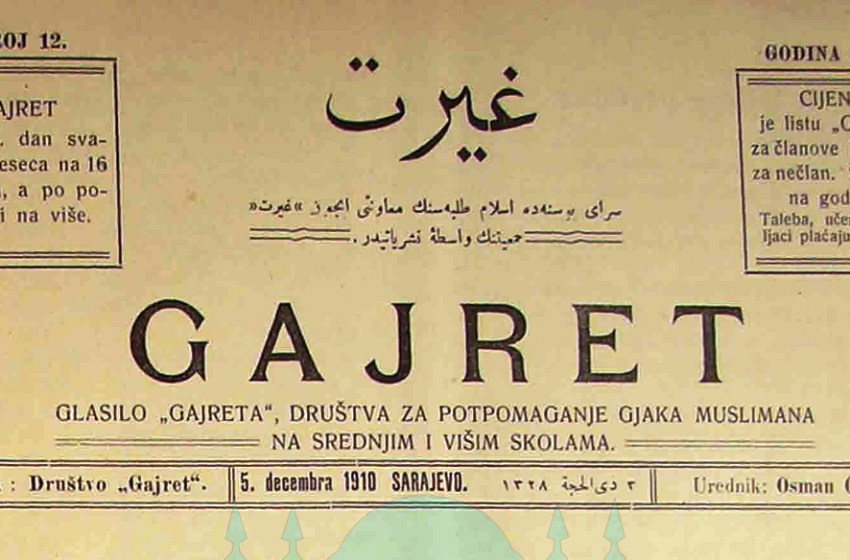 OJ 12.
AJRET
. dan sva-
eseca na 16
, a po po-
i na više.
غيرت
سراى بوسنه‌ده اسلام طلبه‌سنك معاونتى ايچون »غيرت«
جمعيتنك واسطهٔ نشرياتيدر.
GODINA
CIJEN
je listu „G
za članove
za nečlan.
na god
Taleba, uče
ljaci plaćaju
GAJRET
GLASILO „GAJRETA“, DRUŠTVA ZA POTPOMAGANJE GJAKA MUSLIMANA
NA SREDNJIM I VIŠIM SKOLAMA.
: Društvo „Gajret“.
5. decembra 1910 SARAJEVO. ٣ ذى الحجة ١٣٢٨
Urednik: Osman